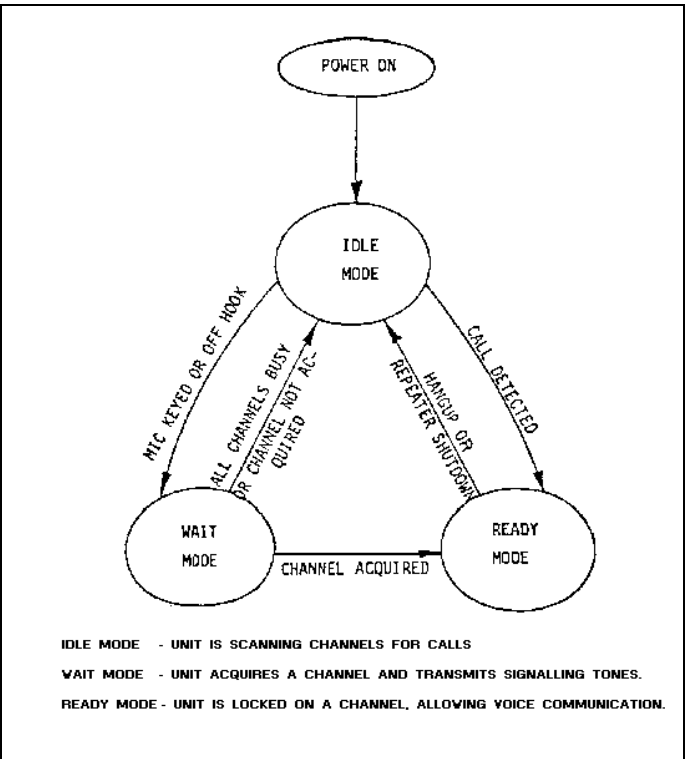 POWER ON
IDLE
MODE
MIC KEYED OR OFF HOOK
ALL CHANNELS BUSY
OR CHANNEL NOT AC-
QUIRED
HANGUP OR
REPEATER SHUTDOWN
CALL DETECTED
WAIT
MODE
CHANNEL ACQUIRED
READY
MODE
IDLE MODE - UNIT IS SCANNING CHANNELS FOR CALLS
WAIT MODE - UNIT ACQUIRES A CHANNEL AND TRANSMITS SIGNALLING TONES.
READY MODE - UNIT IS LOCKED ON A CHANNEL, ALLOWING VOICE COMMUNICATION.